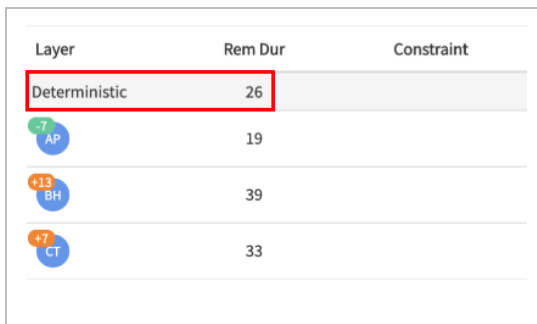 Layer Rem Dur Constraint
Deterministic 26
-7
AP 19
+13
BH 39
+7
CT 33